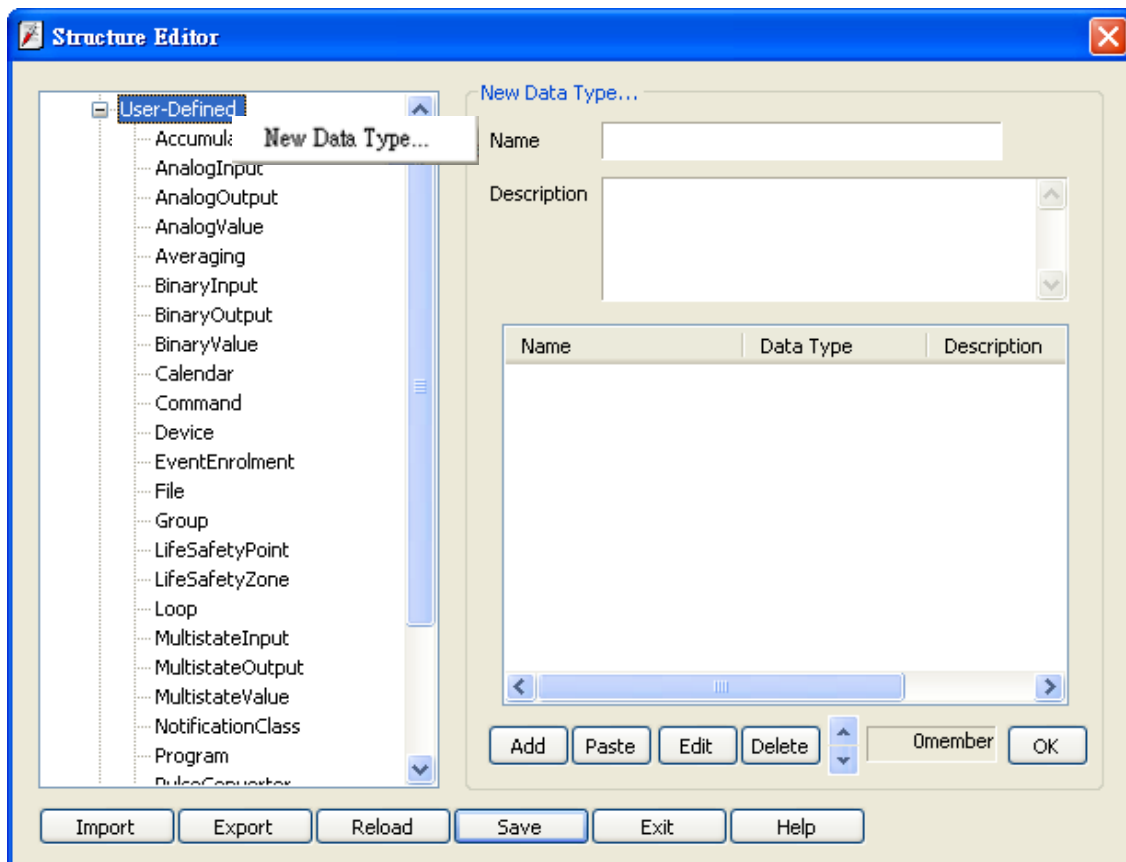 Structure Editor
User-Defined
New Data Type...
AnalogInput
AnalogOutput
AnalogValue
Averaging
BinaryInput
BinaryOutput
BinaryValue
Calendar
Command
Device
EventEnrolment
File
Group
LifeSafetyPoint
LifeSafetyZone
Loop
MultistateInput
MultistateOutput
MultistateValue
NotificationClass
Program
New Data Type...
Name
Description
Name Data Type Description
Add Paste Edit Delete 0member OK
Import Export Reload Save Exit Help